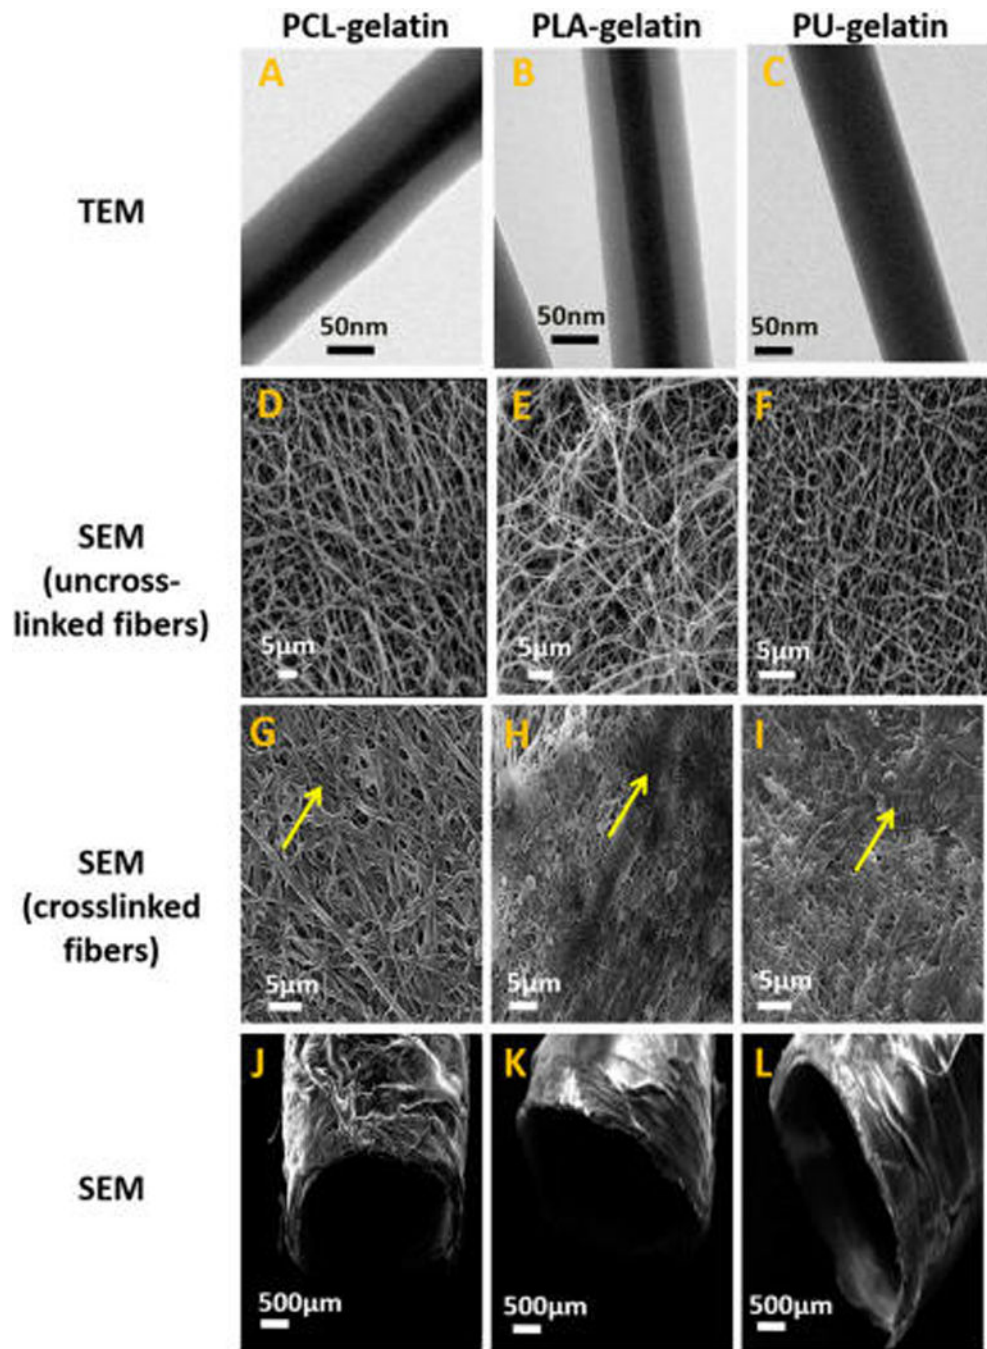 PCL-gelatin PLA-gelatin PU-gelatin
A B C
TEM
50nm 50nm 50nm
D E F
SEM
(uncross-
linked fibers)
5µm 5µm 5µm
G H I
SEM
(crosslinked
fibers)
5µm 5µm 5µm
J K L
SEM
500µm 500µm 500µm